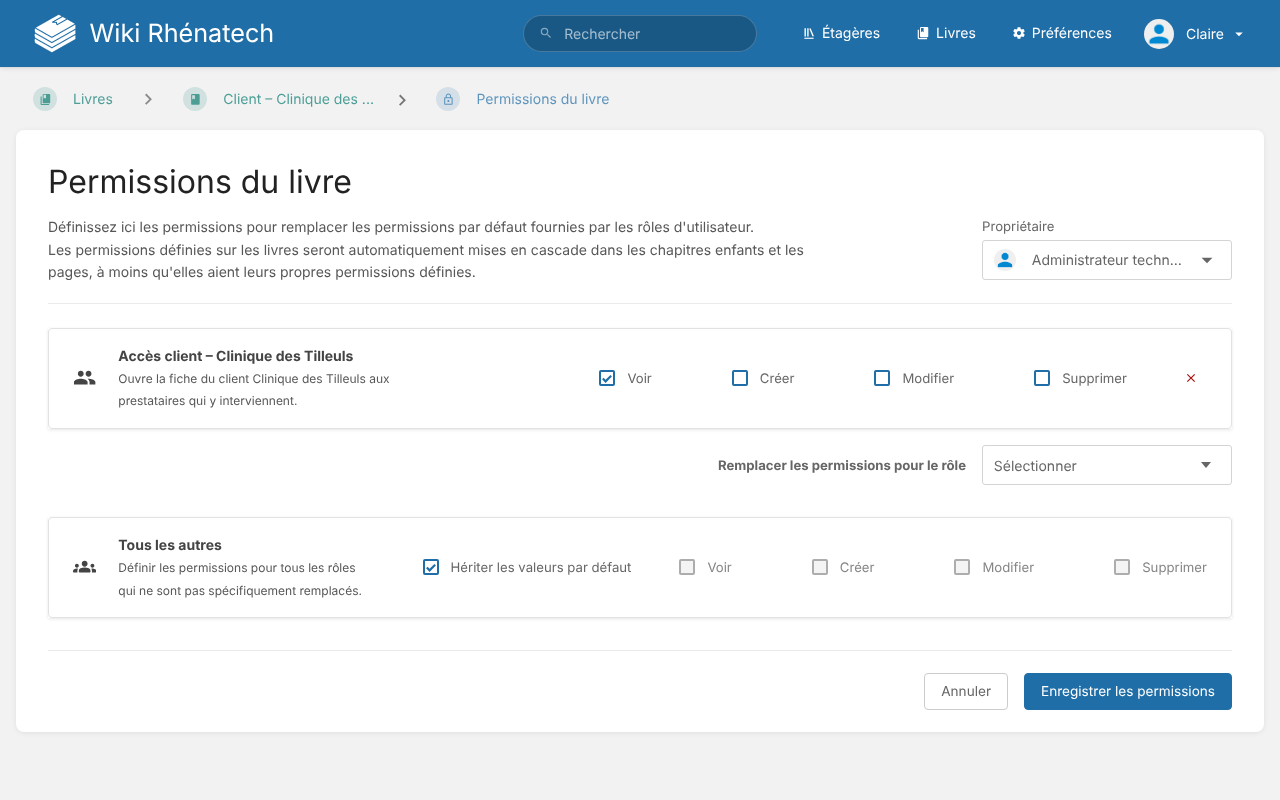 Wiki Rhénatech
Rechercher
Étagères
Livres
Préférences
Claire
Livres
Client – Clinique des ...
Permissions du livre
Permissions du livre
Définissez ici les permissions pour remplacer les permissions par défaut fournies par les rôles d'utilisateur.
Les permissions définies sur les livres seront automatiquement mises en cascade dans les chapitres enfants et les
pages, à moins qu'elles aient leurs propres permissions définies.
Propriétaire
Administrateur techn...
Accès client – Clinique des Tilleuls
Ouvre la fiche du client Clinique des Tilleuls aux
prestataires qui y interviennent.
Voir
Créer
Modifier
Supprimer
Remplacer les permissions pour le rôle
Sélectionner
Tous les autres
Définir les permissions pour tous les rôles
qui ne sont pas spécifiquement remplacés.
Hériter les valeurs par défaut
Voir
Créer
Modifier
Supprimer
Annuler
Enregistrer les permissions